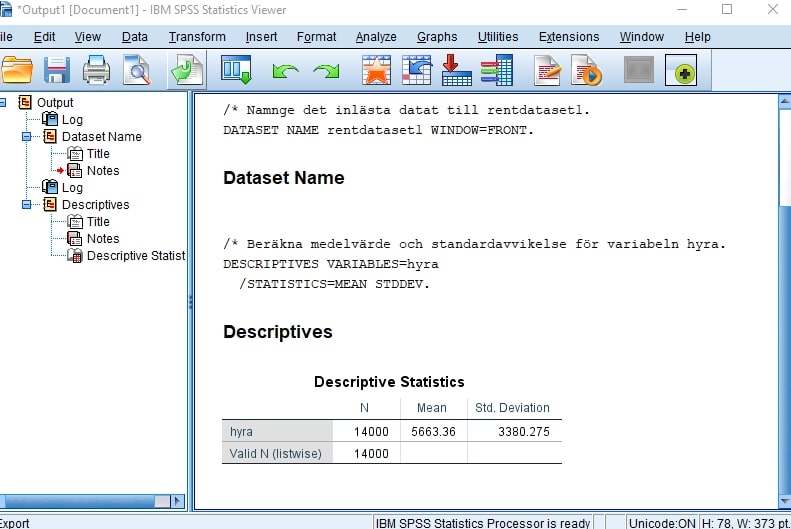 *Output1 [Document1] - IBM SPSS Statistics Viewer
ile Edit View Data Transform Insert Format Analyze Graphs Utilities Extensions Window Help
Output
Log
Dataset Name
Title
Notes
Log
Descriptives
Title
Notes
Descriptive Statist
/* Namnge det inlästa datat till rentdataset1.
DATASET NAME rentdataset1 WINDOW=FRONT.
Dataset Name
/* Beräkna medelvärde och standardavvikelse för variabeln hyra.
DESCRIPTIVES VARIABLES=hyra
/STATISTICS=MEAN STDDEV.
Descriptives
Descriptive Statistics
N Mean Std. Deviation
hyra 14000 5663.36 3380.275
Valid N (listwise) 14000
Export IBM SPSS Statistics Processor is ready Unicode:ON H: 78, W: 373 pt